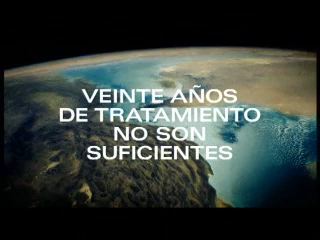 VEINTE AÑOS
DE TRATAMIENTO
NO SON
SUFICIENTES